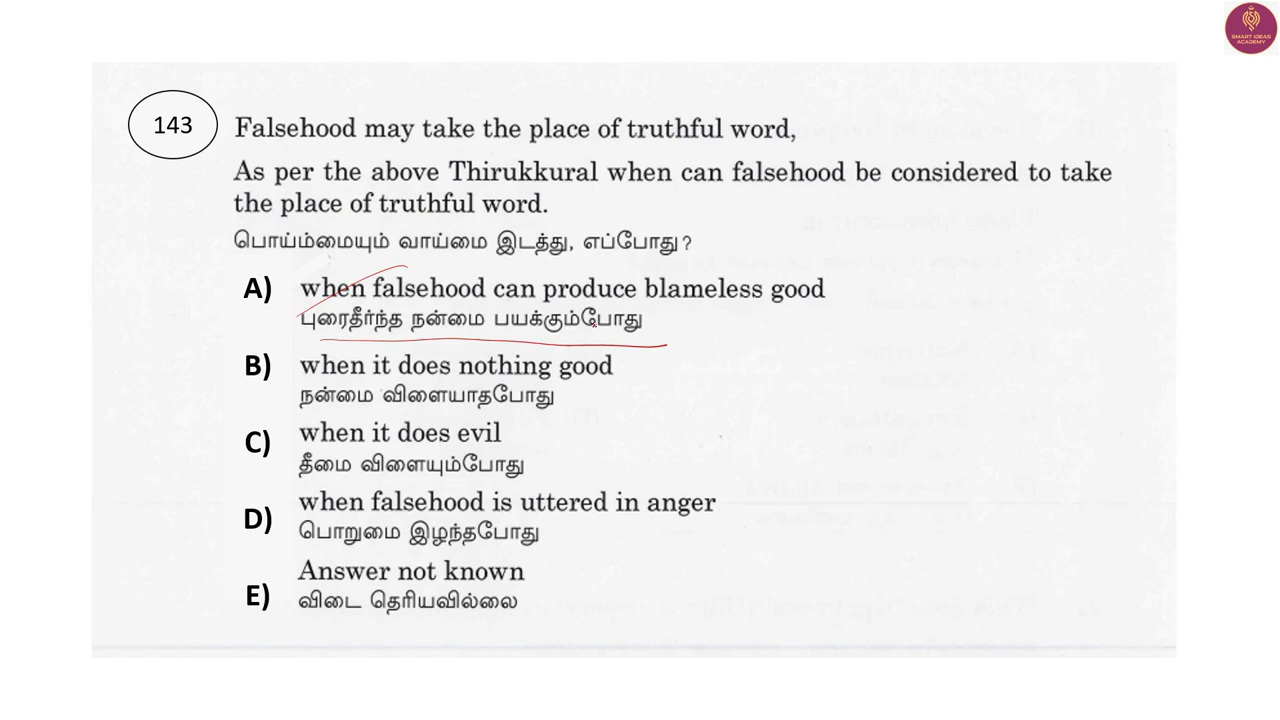 SMART IDEAS
ACADEMY
143 Falsehood may take the place of truthful word,
As per the above Thirukkural when can falsehood be considered to take
the place of truthful word.
பொய்ம்மையும் வாய்மை இடத்து, எப்போது?
A) when falsehood can produce blameless good
புரைதீர்ந்த நன்மை பயக்கும்போது
B) when it does nothing good
நன்மை விளையாதபோது
C) when it does evil
தீமை விளையும்போது
D) when falsehood is uttered in anger
பொறுமை இழந்தபோது
E) Answer not known
விடை தெரியவில்லை